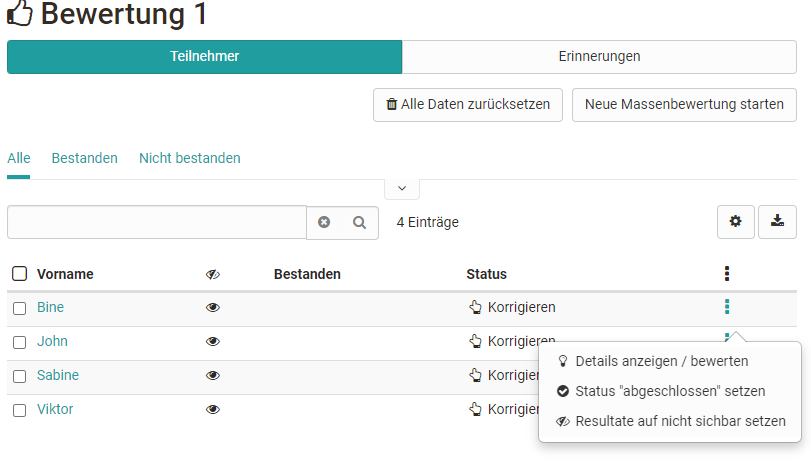 Bewertung 1
Teilnehmer Erinnerungen
Alle Daten zurücksetzen Neue Massenbewertung starten
Alle Bestanden Nicht bestanden
4 Einträge
Vorname Bestanden Status
Bine Korrigieren
John Korrigieren
Details anzeigen / bewerten
Sabine Korrigier
Status "abgeschlossen" setzen
Viktor Korrigier
Resultate auf nicht sichbar setzen